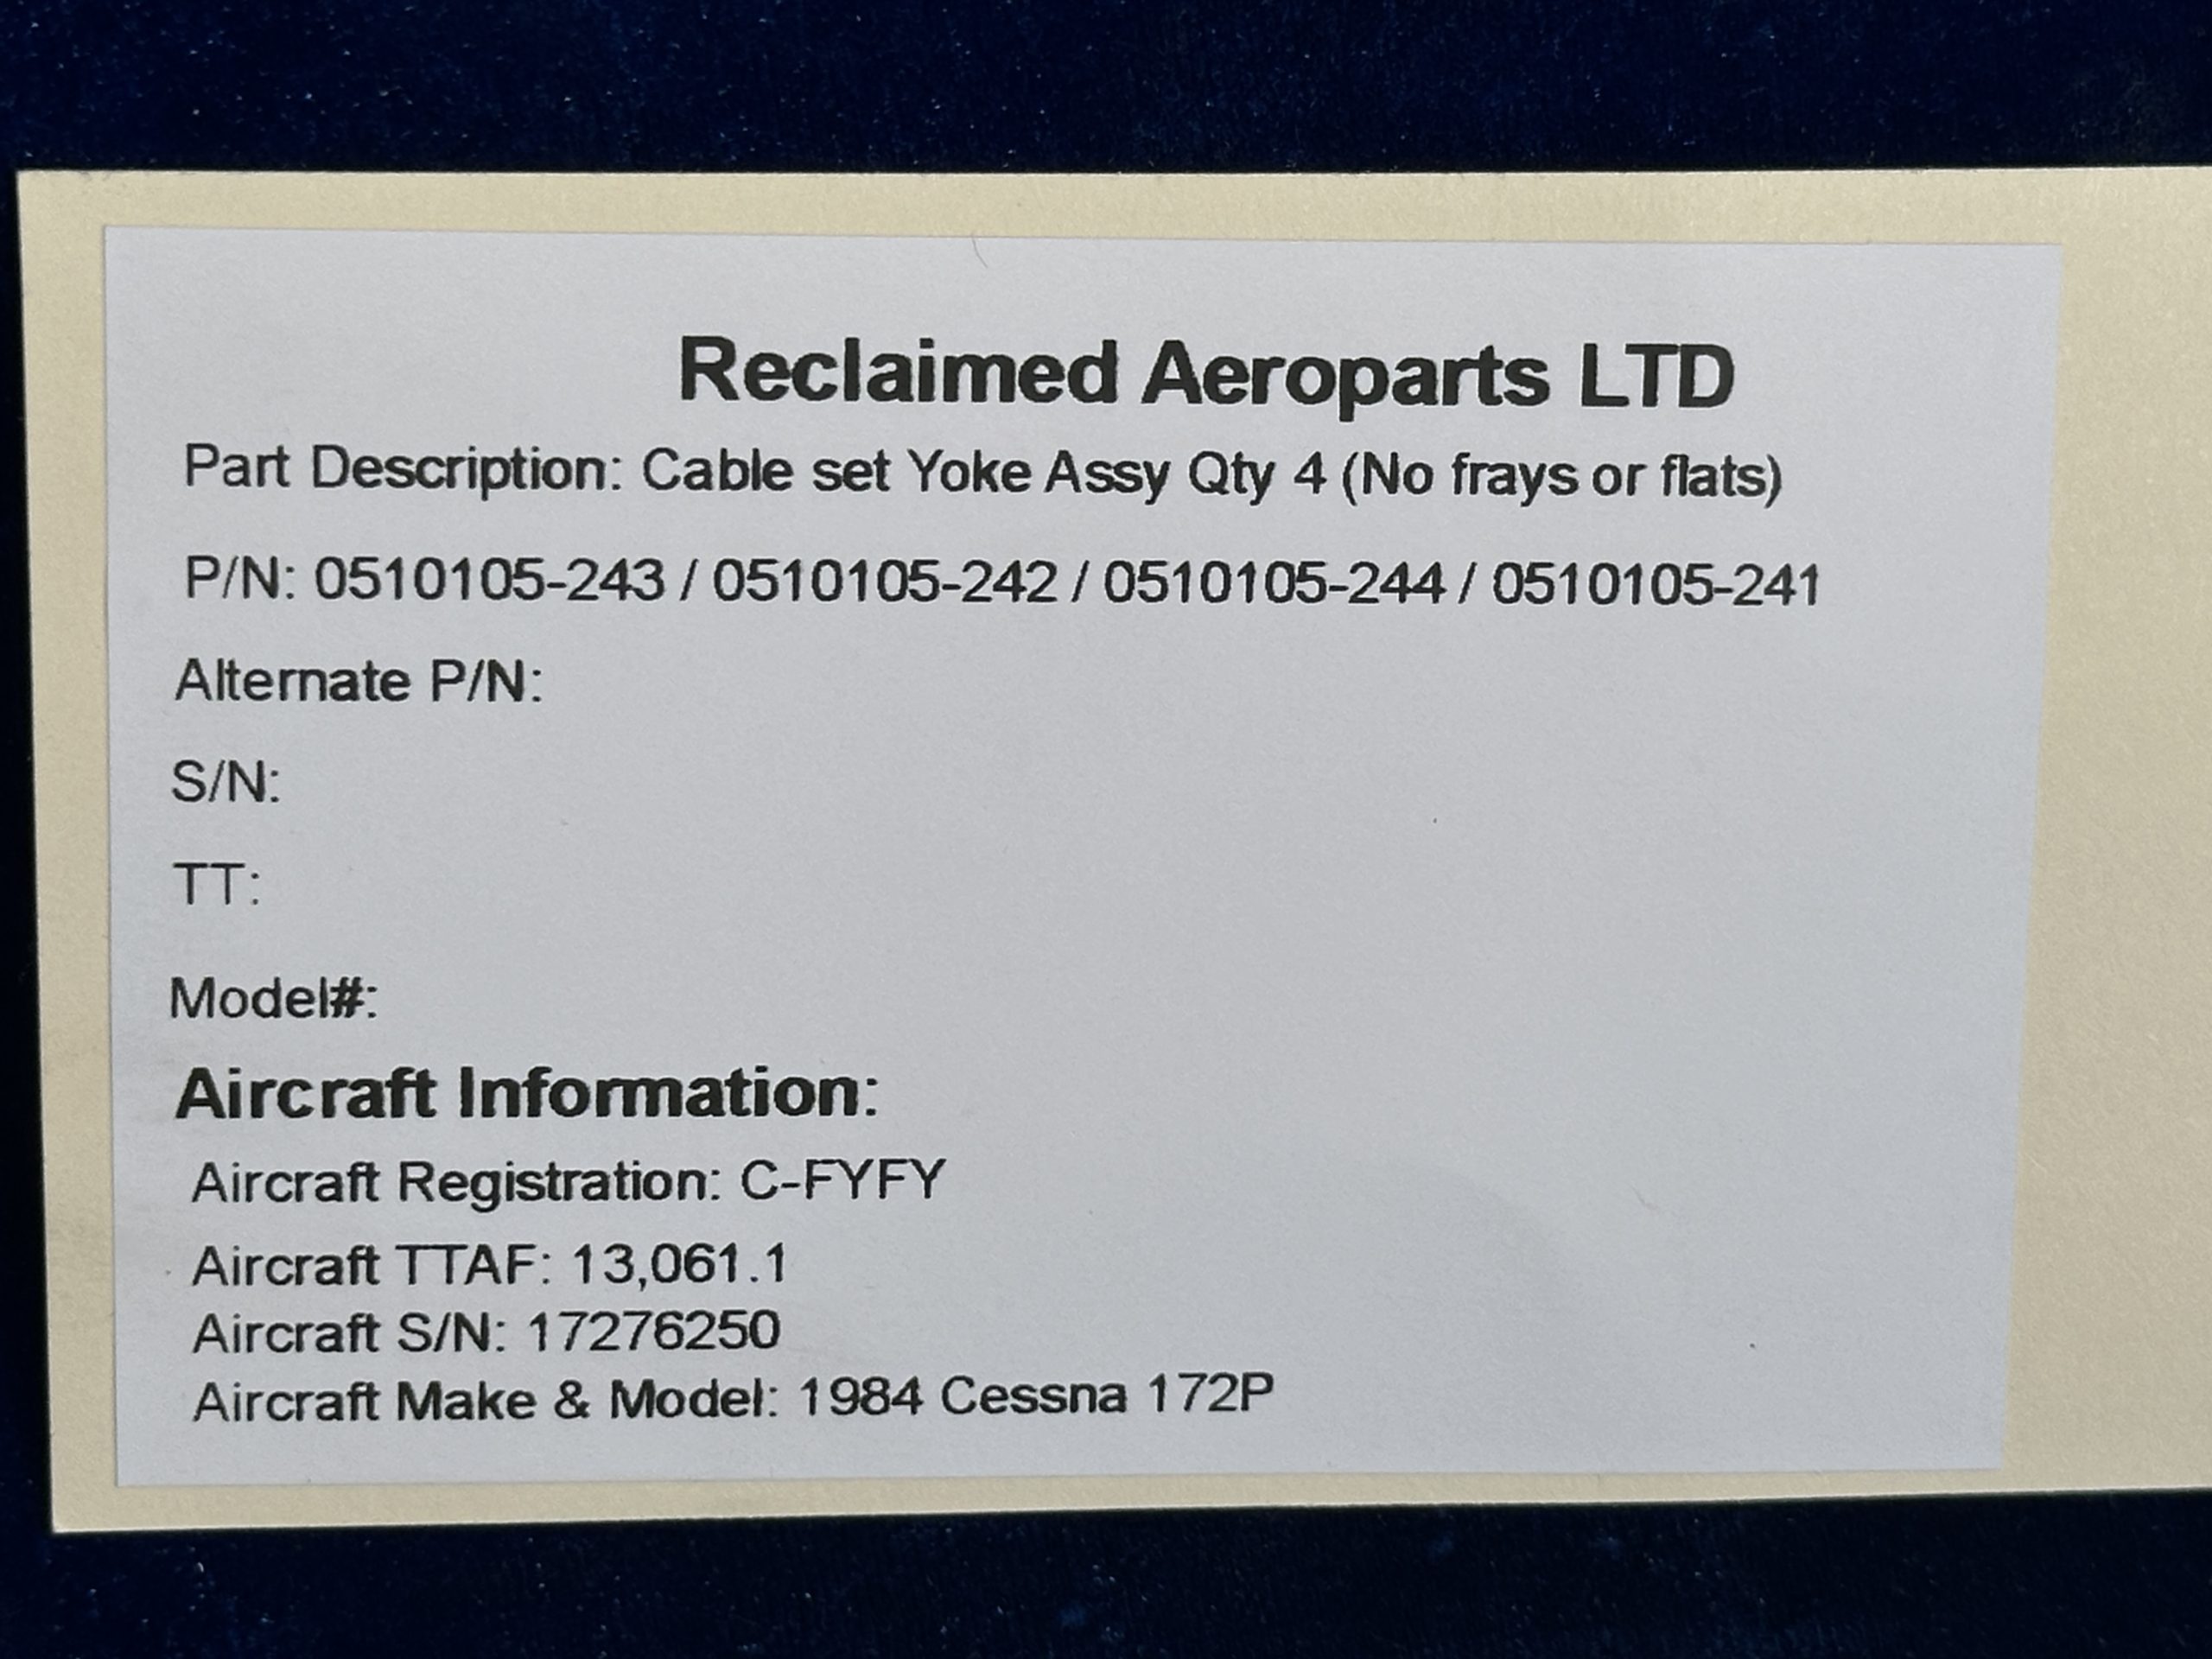 Reclaimed Aeroparts LTD
Part Description: Cable set Yoke Assy Qty 4 (No frays or flats)
P/N: 0510105-243 / 0510105-242 / 0510105-244 / 0510105-241
Alternate P/N:
S/N:
TT:
Model#:
Aircraft Information:
Aircraft Registration: C-FYFY
Aircraft TTAF: 13,061.1
Aircraft S/N: 17276250
Aircraft Make & Model: 1984 Cessna 172P